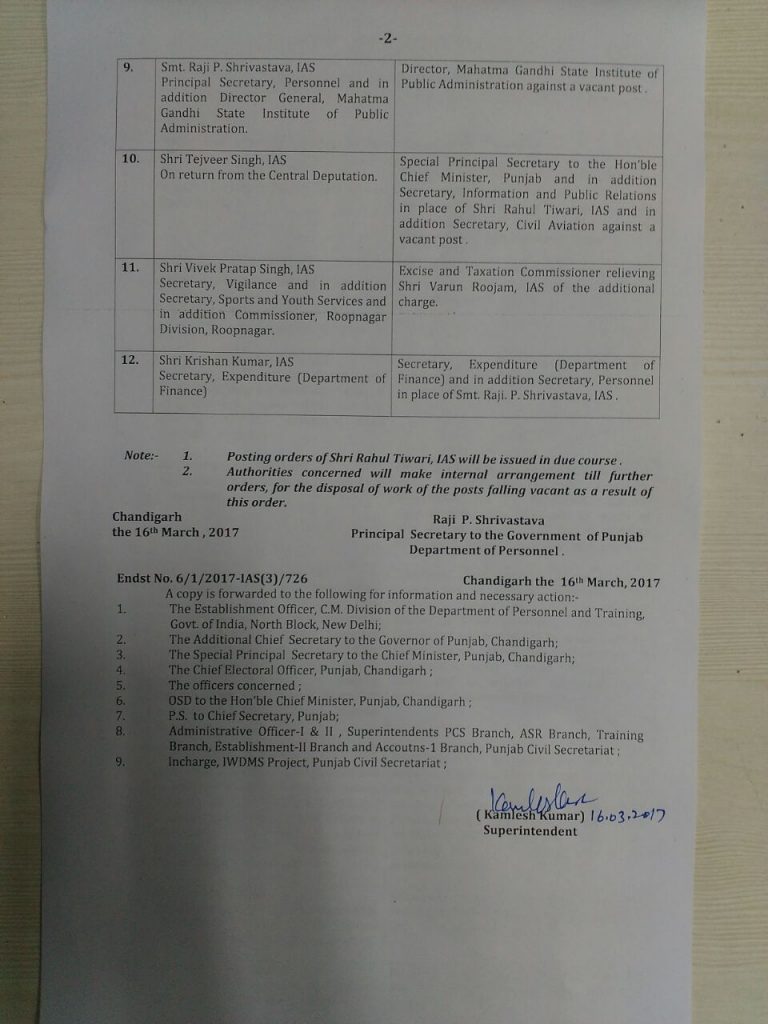 -2-
9.
Smt. Raji P. Shrivastava, IAS
Principal Secretary, Personnel and in
addition Director General, Mahatma
Gandhi State Institute of Public
Administration.
Director, Mahatma Gandhi State Institute of
Public Administration against a vacant post .
10.
Shri Tejveer Singh, IAS
On return from the Central Deputation.
Special Principal Secretary to the Hon'ble
Chief Minister, Punjab and in addition
Secretary, Information and Public Relations
in place of Shri Rahul Tiwari, IAS and in
addition Secretary, Civil Aviation against a
vacant post .
11.
Shri Vivek Pratap Singh, IAS
Secretary, Vigilance and in addition
Secretary, Sports and Youth Services and
in addition Commissioner, Roopnagar
Division, Roopnagar.
Excise and Taxation Commissioner relieving
Shri Varun Roojam, IAS of the additional
charge.
12.
Shri Krishan Kumar, IAS
Secretary, Expenditure (Department of
Finance)
Secretary, Expenditure (Department of
Finance) and in addition Secretary, Personnel
in place of Smt. Raji. P. Shrivastava, IAS .
Note:- 1. Posting orders of Shri Rahul Tiwari, IAS will be issued in due course .
2. Authorities concerned will make internal arrangement till further
orders, for the disposal of work of the posts falling vacant as a result of
this order.
Chandigarh
the 16th March , 2017
Raji P. Shrivastava
Principal Secretary to the Government of Punjab
Department of Personnel .
Endst No. 6/1/2017-IAS(3)/726 Chandigarh the 16th March, 2017
A copy is forwarded to the following for information and necessary action:-
1. The Establishment Officer, C.M. Division of the Department of Personnel and Training,
Govt. of India, North Block, New Delhi;
2. The Additional Chief Secretary to the Governor of Punjab, Chandigarh;
3. The Special Principal Secretary to the Chief Minister, Punjab, Chandigarh;
4. The Chief Electoral Officer, Punjab, Chandigarh ;
5. The officers concerned ;
6. OSD to the Hon'ble Chief Minister, Punjab, Chandigarh ;
7. P.S. to Chief Secretary, Punjab;
8. Administrative Officer-I & II , Superintendents PCS Branch, ASR Branch, Training
Branch, Establishment-II Branch and Accoutns-1 Branch, Punjab Civil Secretariat ;
9. Incharge, IWDMS Project, Punjab Civil Secretariat ;
( Kamlesh Kumar) 16.03.2017
Superintendent